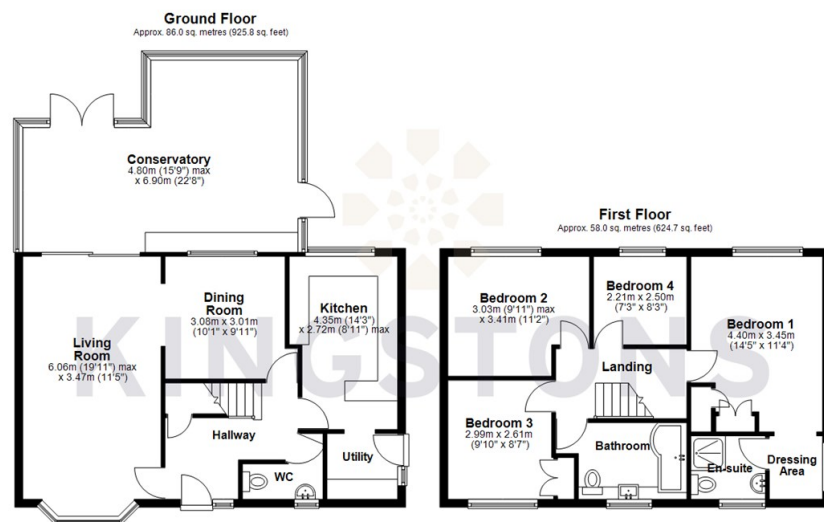 Ground Floor
Approx. 86.0 sq. metres (925.8 sq. feet)
Conservatory
4.80m (15'9") max
x 6.90m (22'8")
Living
Room
6.06m (19'11") max
x 3.47m (11'5")
Dining
Room
3.08m x 3.01m
(10'1" x 9'11")
Kitchen
4.35m (14'3")
x 2.72m (8'11") max
Hallway
WC
Utility
First Floor
Approx. 58.0 sq. metres (624.7 sq. feet)
Bedroom 2
3.03m (9'11") max
x 3.41m (11'2")
Bedroom 4
2.21m x 2.50m
(7'3" x 8'3")
Bedroom 1
4.40m x 3.45m
(14'5" x 11'4")
Landing
Bedroom 3
2.99m x 2.61m
(9'10" x 8'7")
Bathroom
En-suite
Dressing
Area
KINGSTONS